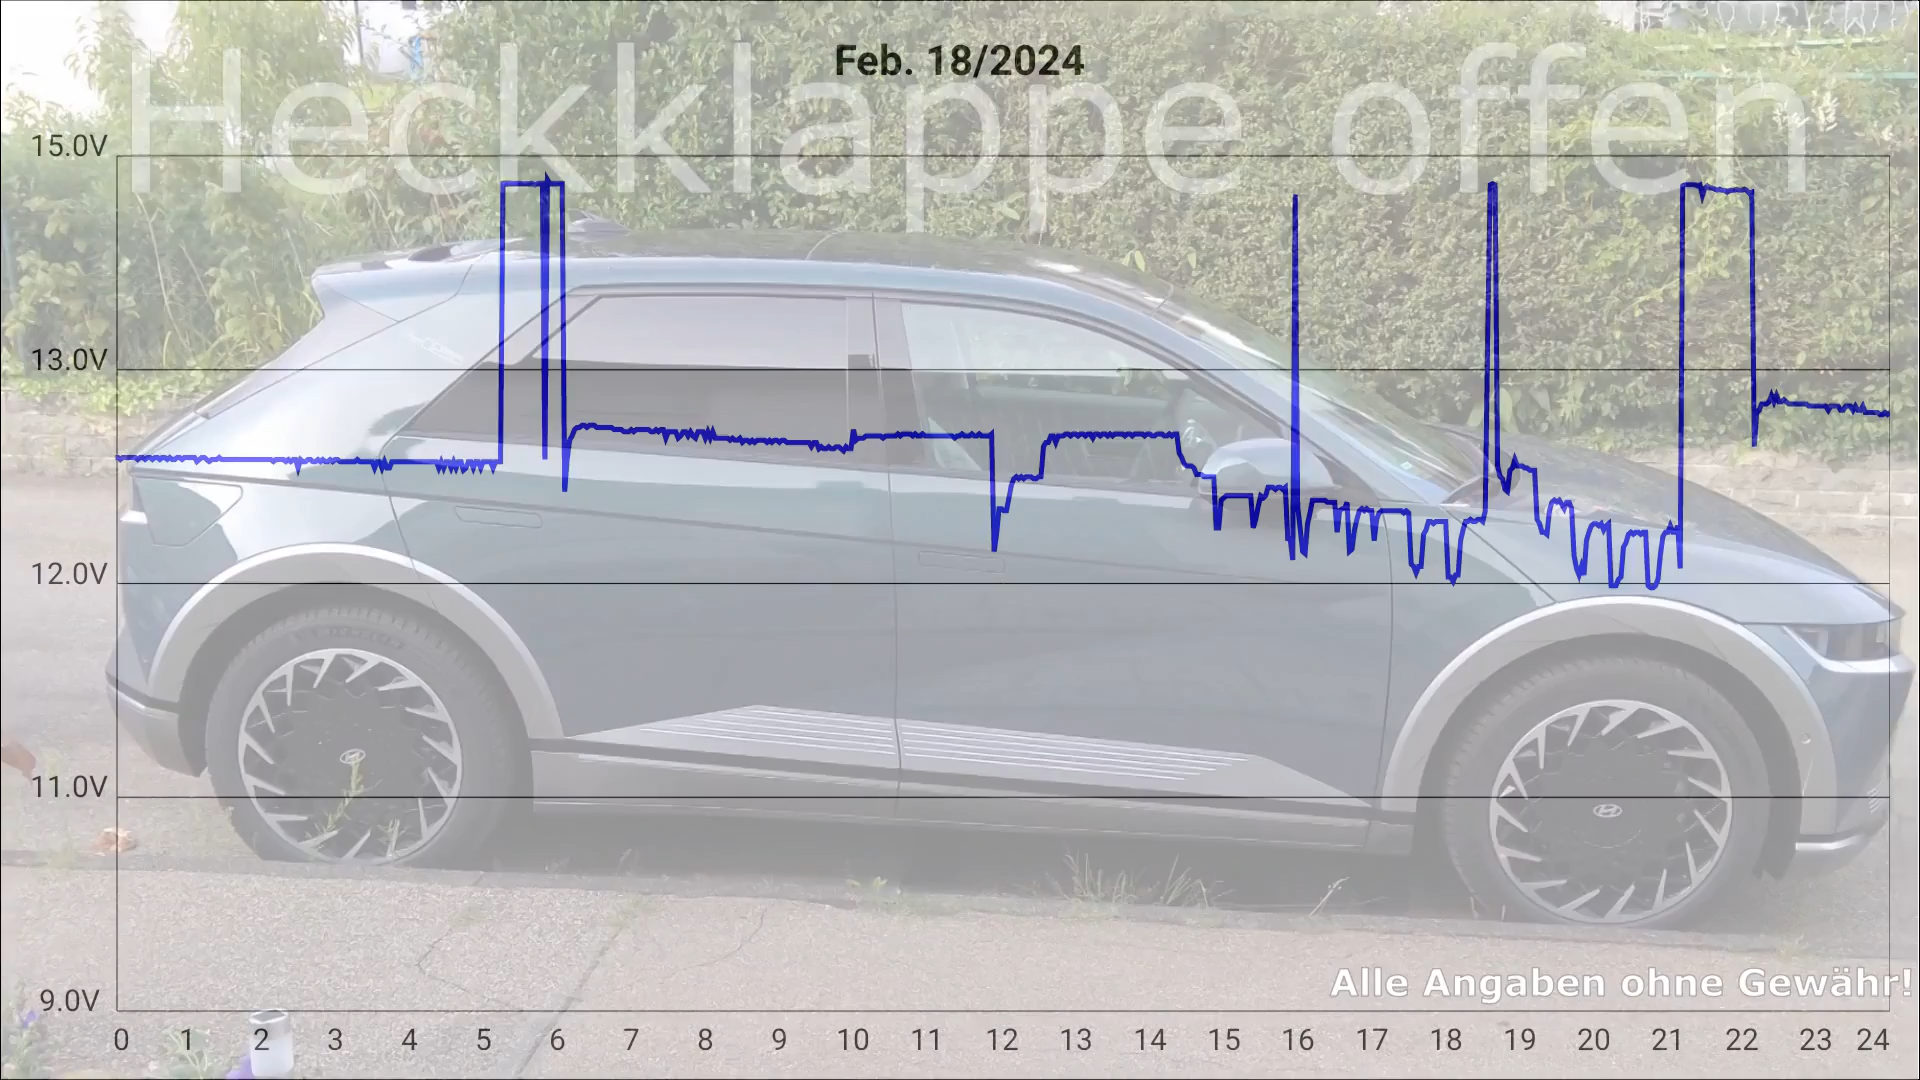 Heckklappe offen
Feb. 18/2024
15.0V
13.0V
12.0V
11.0V
9.0V
0 1 2 3 4 5 6 7 8 9 10 11 12 13 14 15 16 17 18 19 20 21 22 23 24
Alle Angaben ohne Gewähr!